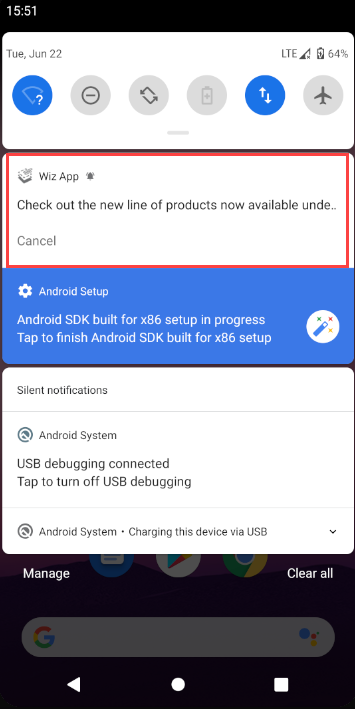 15:51
Tue, Jun 22
LTE 64%
?
Wiz App
Check out the new line of products now available unde..
Cancel
Android Setup
Android SDK built for x86 setup in progress
Tap to finish Android SDK built for x86 setup
Silent notifications
Android System
USB debugging connected
Tap to turn off USB debugging
Android System • Charging this device via USB
Manage
Clear all
G